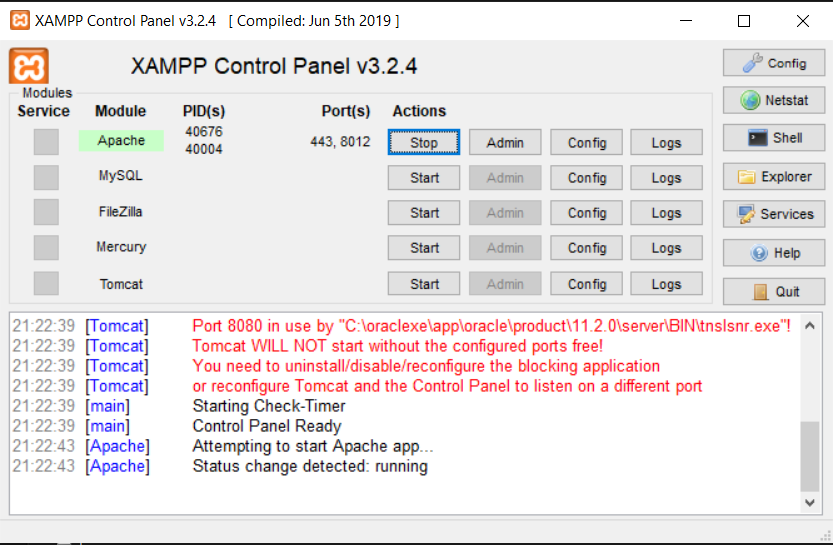 XAMPP Control Panel v3.2.4 [ Compiled: Jun 5th 2019 ]
XAMPP Control Panel v3.2.4
Config
Modules
Service Module PID(s) Port(s) Actions
Netstat
Apache 40676 40004 443, 8012 Stop Admin Config Logs
Shell
MySQL Start Admin Config Logs
Explorer
FileZilla Start Admin Config Logs
Services
Mercury Start Admin Config Logs
Help
Tomcat Start Admin Config Logs
Quit
21:22:39 [Tomcat] Port 8080 in use by "C:\oraclexe\app\oracle\product\11.2.0\server\BIN\tnslsnr.exe"!
21:22:39 [Tomcat] Tomcat WILL NOT start without the configured ports free!
21:22:39 [Tomcat] You need to uninstall/disable/reconfigure the blocking application
21:22:39 [Tomcat] or reconfigure Tomcat and the Control Panel to listen on a different port
21:22:39 [main] Starting Check-Timer
21:22:39 [main] Control Panel Ready
21:22:43 [Apache] Attempting to start Apache app...
21:22:43 [Apache] Status change detected: running